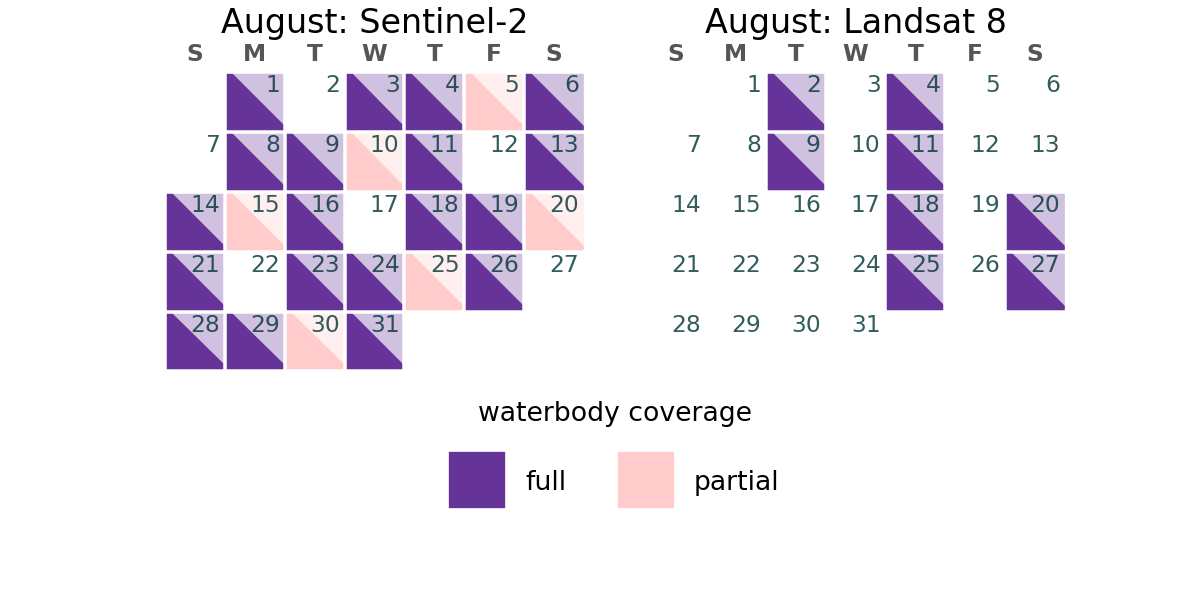 August: Sentinel-2
S M T W T F S
1 2 3 4 5 6
7 8 9 10 11 12 13
14 15 16 17 18 19 20
21 22 23 24 25 26 27
28 29 30 31
August: Landsat 8
S M T W T F S
1 2 3 4 5 6
7 8 9 10 11 12 13
14 15 16 17 18 19 20
21 22 23 24 25 26 27
28 29 30 31
waterbody coverage
full
partial